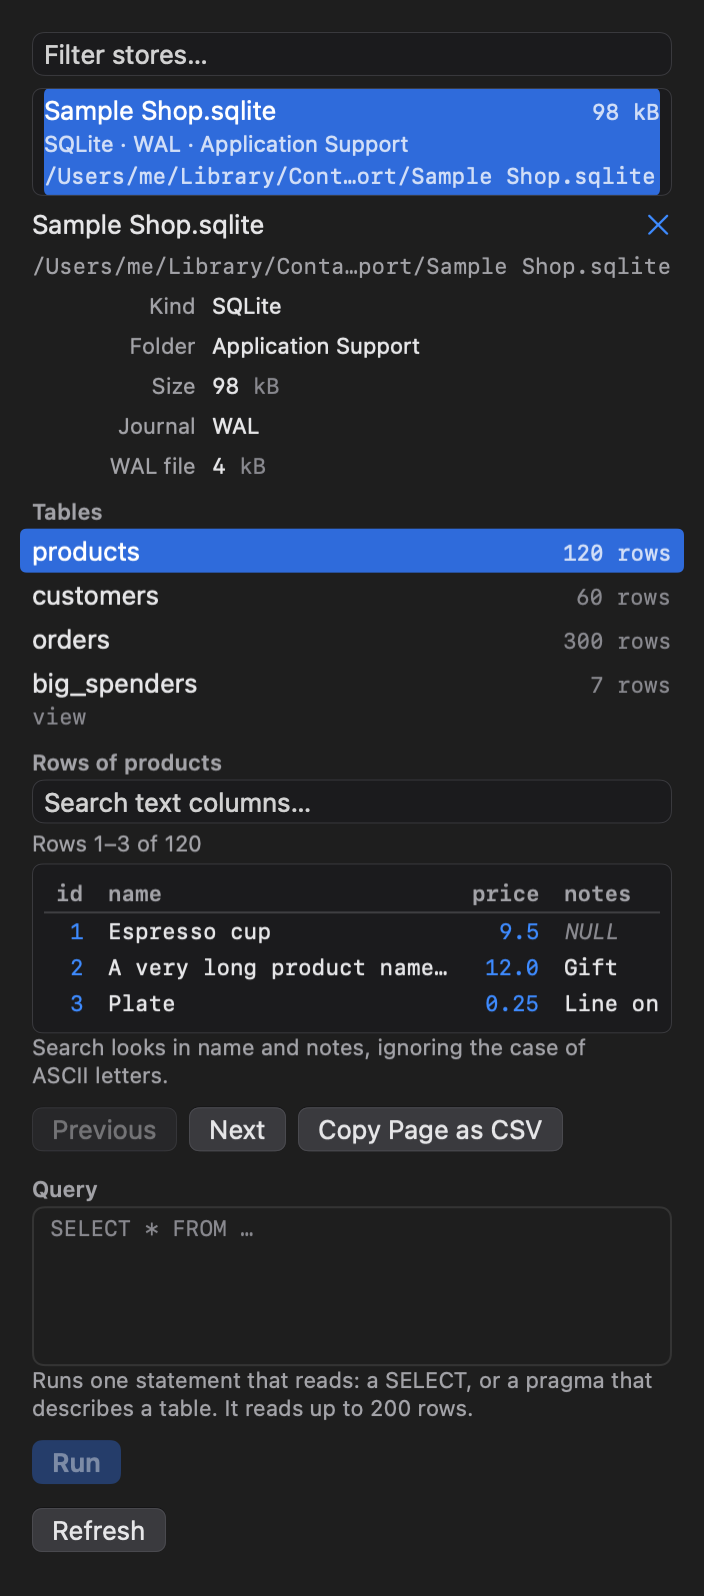 Filter stores…
Sample Shop.sqlite 98 kB
SQLite · WAL · Application Support
/Users/me/Library/Cont…ort/Sample Shop.sqlite
Sample Shop.sqlite
/Users/me/Library/Conta…port/Sample Shop.sqlite
Kind SQLite
Folder Application Support
Size 98 kB
Journal WAL
WAL file 4 kB
Tables
products 120 rows
customers 60 rows
orders 300 rows
big_spenders 7 rows
view
Rows of products
Search text columns…
Rows 1–3 of 120
id name price notes
1 Espresso cup 9.5 NULL
2 A very long product name… 12.0 Gift
3 Plate 0.25 Line on
Search looks in name and notes, ignoring the case of
ASCII letters.
Previous Next Copy Page as CSV
Query
SELECT * FROM …
Runs one statement that reads: a SELECT, or a pragma that
describes a table. It reads up to 200 rows.
Run
Refresh